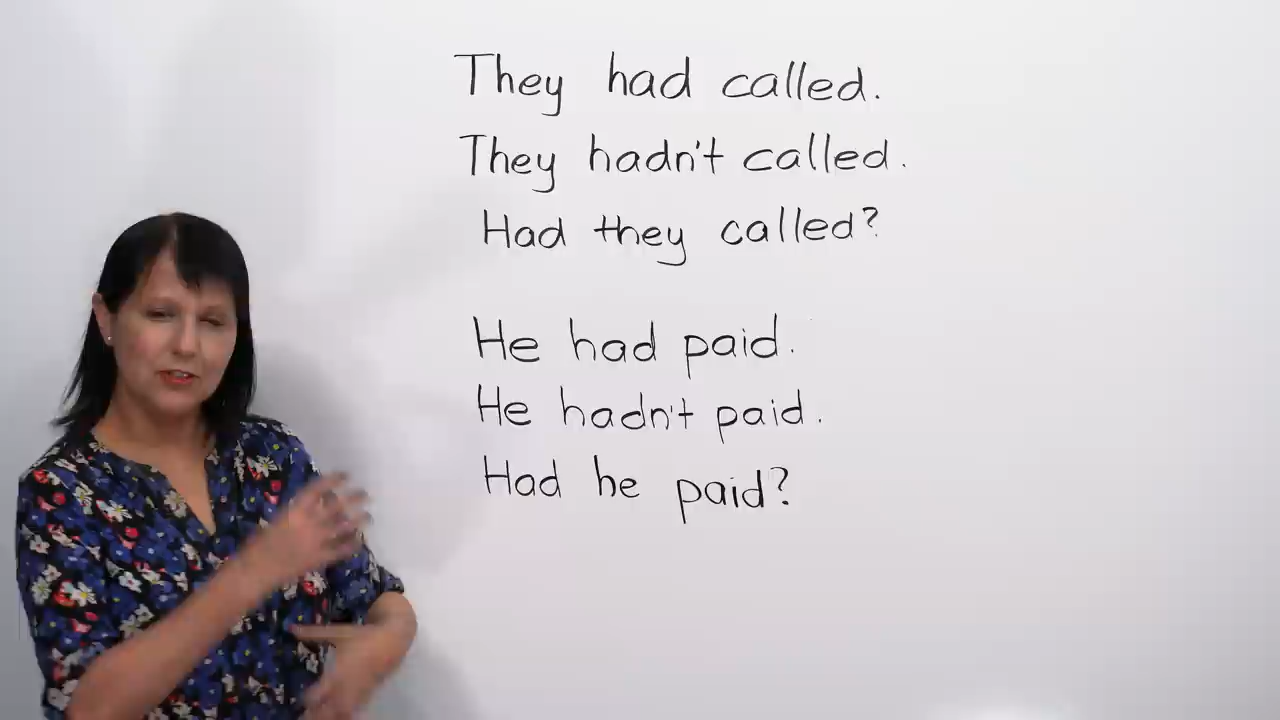 They had called.
They hadn't called.
Had they called?
He had paid.
He hadn't paid.
Had he paid?